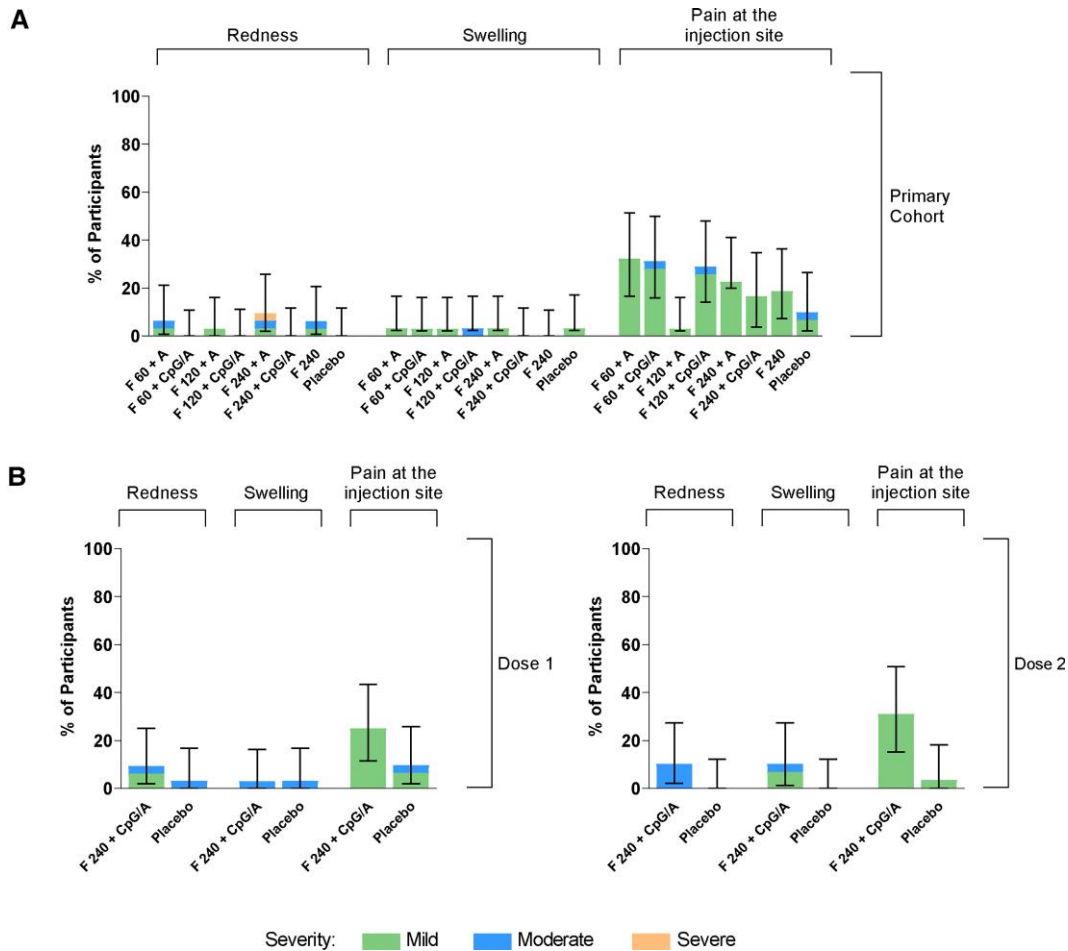 A
Redness
Swelling
Pain at the
injection site
% of Participants
100
80
60
40
20
0
F 60 + A
F 60 + CpG/A
F 120 + A
F 120 + CpG/A
F 240 + A
F 240 + CpG/A
F 240
Placebo
F 60 + A
F 60 + CpG/A
F 120 + A
F 120 + CpG/A
F 240 + A
F 240 + CpG/A
F 240
Placebo
F 60 + A
F 60 + CpG/A
F 120 + A
F 120 + CpG/A
F 240 + A
F 240 + CpG/A
F 240
Placebo
Primary
Cohort
B
Redness
Swelling
Pain at the
injection site
% of Participants
100
80
60
40
20
0
F 240 + CpG/A
Placebo
F 240 + CpG/A
Placebo
F 240 + CpG/A
Placebo
Dose 1
Redness
Swelling
Pain at the
injection site
% of Participants
100
80
60
40
20
0
F 240 + CpG/A
Placebo
F 240 + CpG/A
Placebo
F 240 + CpG/A
Placebo
Dose 2
Severity: Mild Moderate Severe